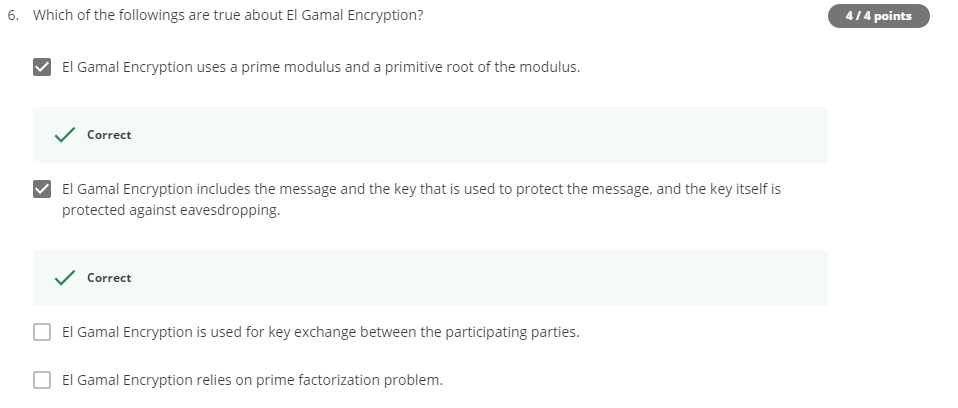 6. Which of the followings are true about El Gamal Encryption?
4 / 4 points
El Gamal Encryption uses a prime modulus and a primitive root of the modulus.
Correct
El Gamal Encryption includes the message and the key that is used to protect the message, and the key itself is
protected against eavesdropping.
Correct
El Gamal Encryption is used for key exchange between the participating parties.
El Gamal Encryption relies on prime factorization problem.